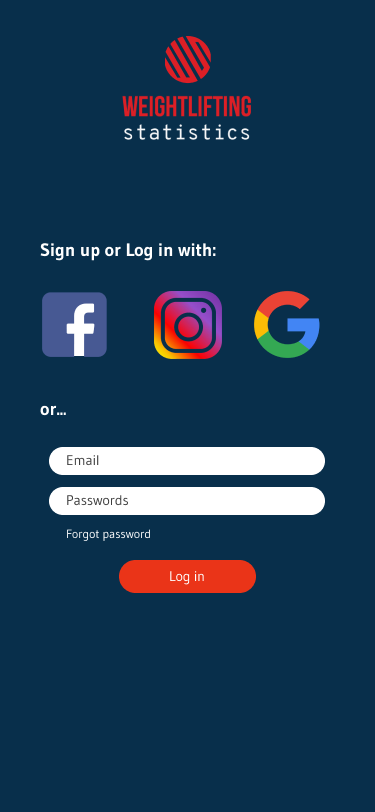 WEIGHTLIFTING
statistics
Sign up or Log in with:
or...
Email
Passwords
Forgot password
Log in